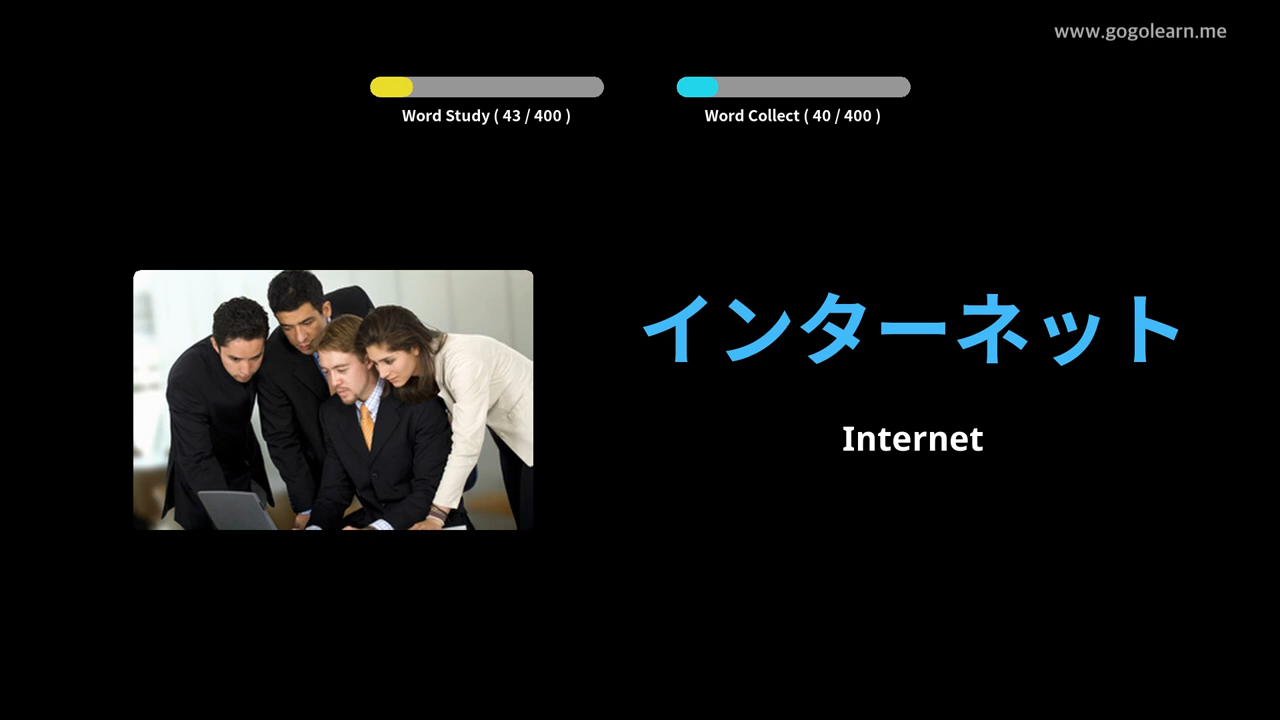 www.gogolearn.me
Word Study ( 43 / 400 )
Word Collect ( 40 / 400 )
インターネット
Internet